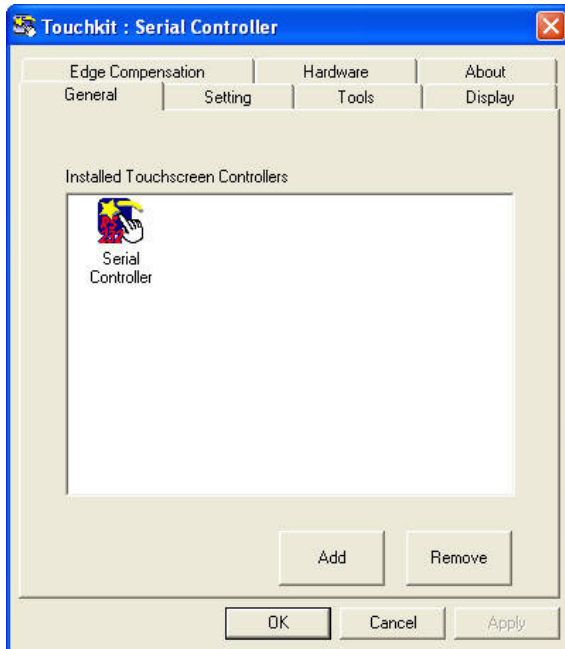 Touchkit : Serial Controller
Edge Compensation Hardware About
General Setting Tools Display
Installed Touchscreen Controllers
Serial
Controller
Add Remove
OK Cancel Apply